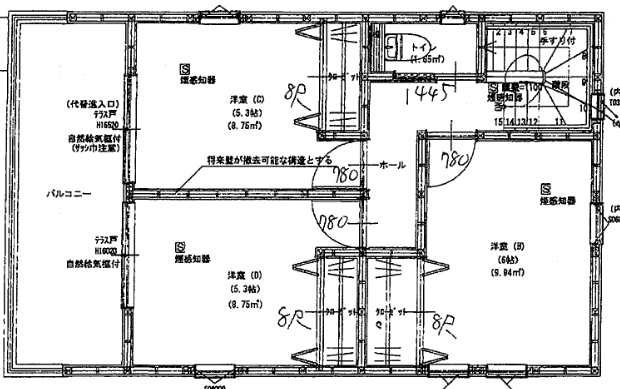 トイレ
(1.65㎡)
手すり付
2 3 4 5 6
8
9
10
15 14 13 12 11
煙感知器
1445
S
煙感知器
洋室 (C)
(5.3帖)
(8.75㎡)
クローゼット
8尺
(代替進入口)
テラス戸
H16520
自然給気框付
(サッシ巾注意)
将来壁が撤去可能な構造とする
780
ホール
780
バルコニー
780
テラス戸
H16020
自然給気框付
S
煙感知器
洋室 (D)
(5.3帖)
(8.75㎡)
クローゼット
8尺
クローゼット
8尺
S
煙感知器
洋室 (B)
(6帖)
(9.94㎡)